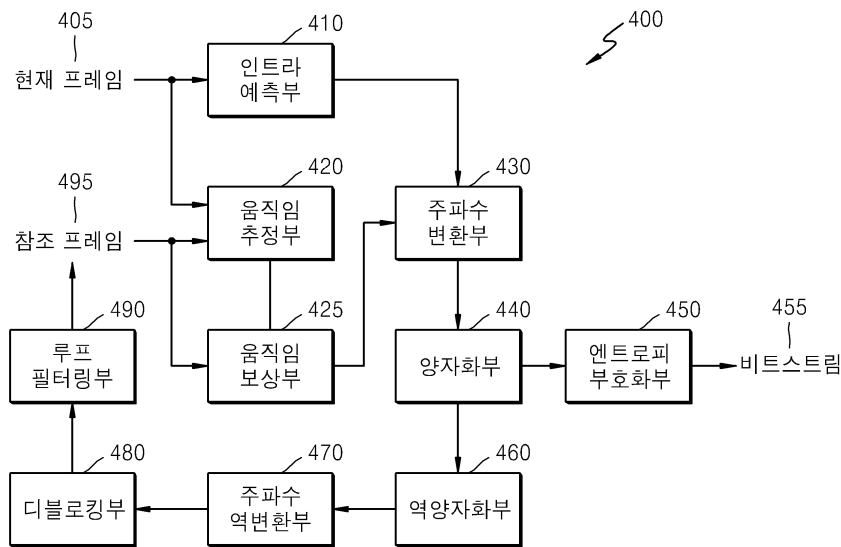 405
현재 프레임
410
인트라
예측부
400
495
참조 프레임
420
움직임
추정부
430
주파수
변환부
490
루프
필터링부
425
움직임
보상부
440
양자화부
450
엔트로피
부호화부
455
비트스트림
480
디블로킹부
470
주파수
역변환부
460
역양자화부